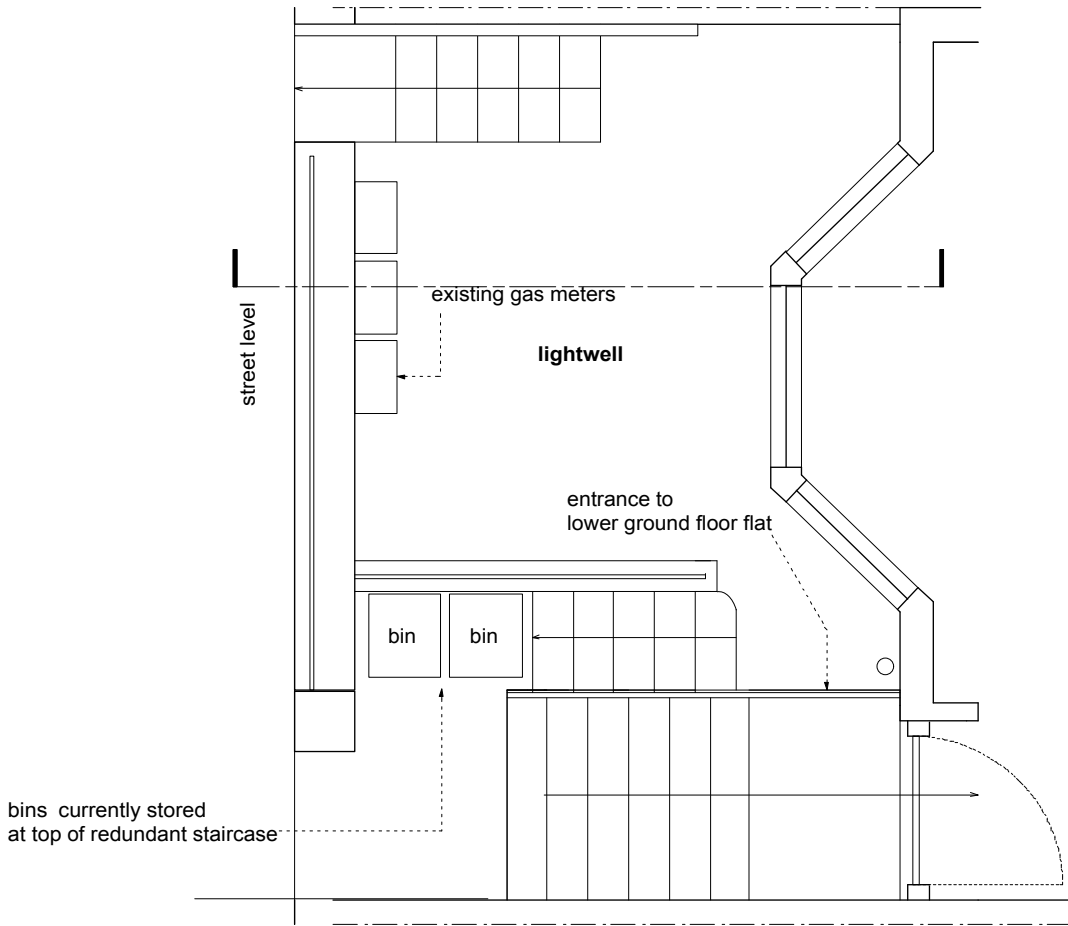 existing gas meters
street level
lightwell
entrance to
lower ground floor flat
bin
bin
bins currently stored
at top of redundant staircase